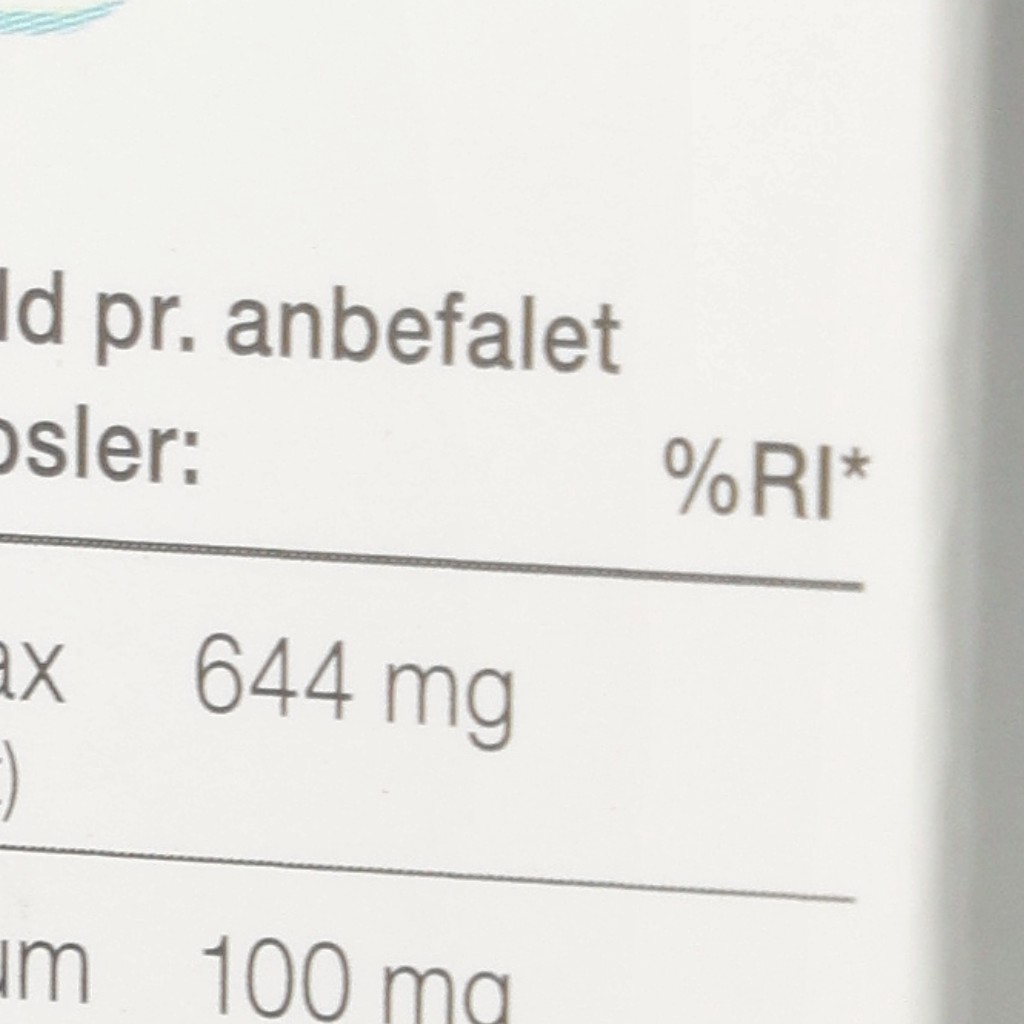 ld pr. anbefalet
osler:
%RI*
ax 644 mg
)
um 100 mg